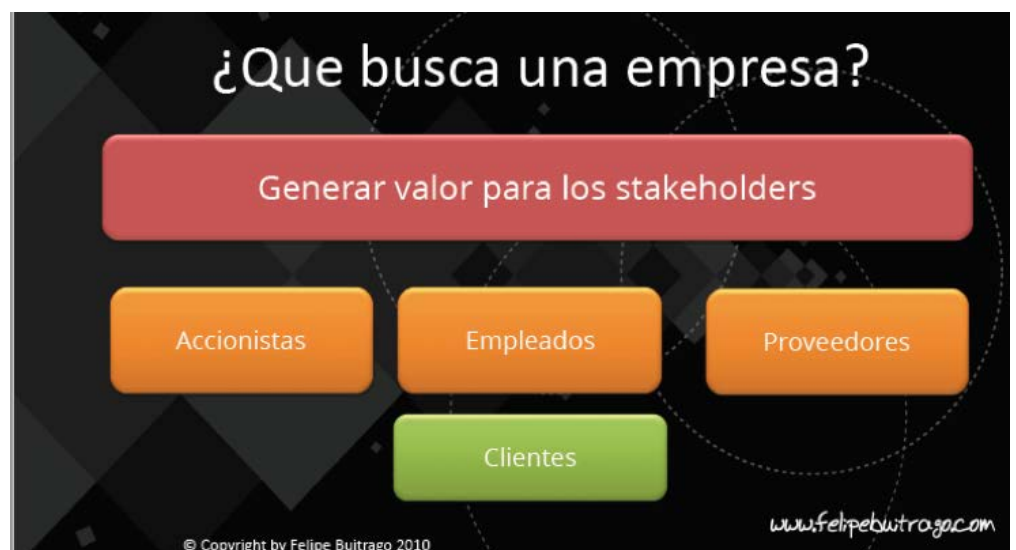 ¿Que busca una empresa?
Generar valor para los stakeholders
Accionistas
Empleados
Proveedores
Clientes
www.felipebuitrago.com
© Copyright by Felipe Buitrago 2010